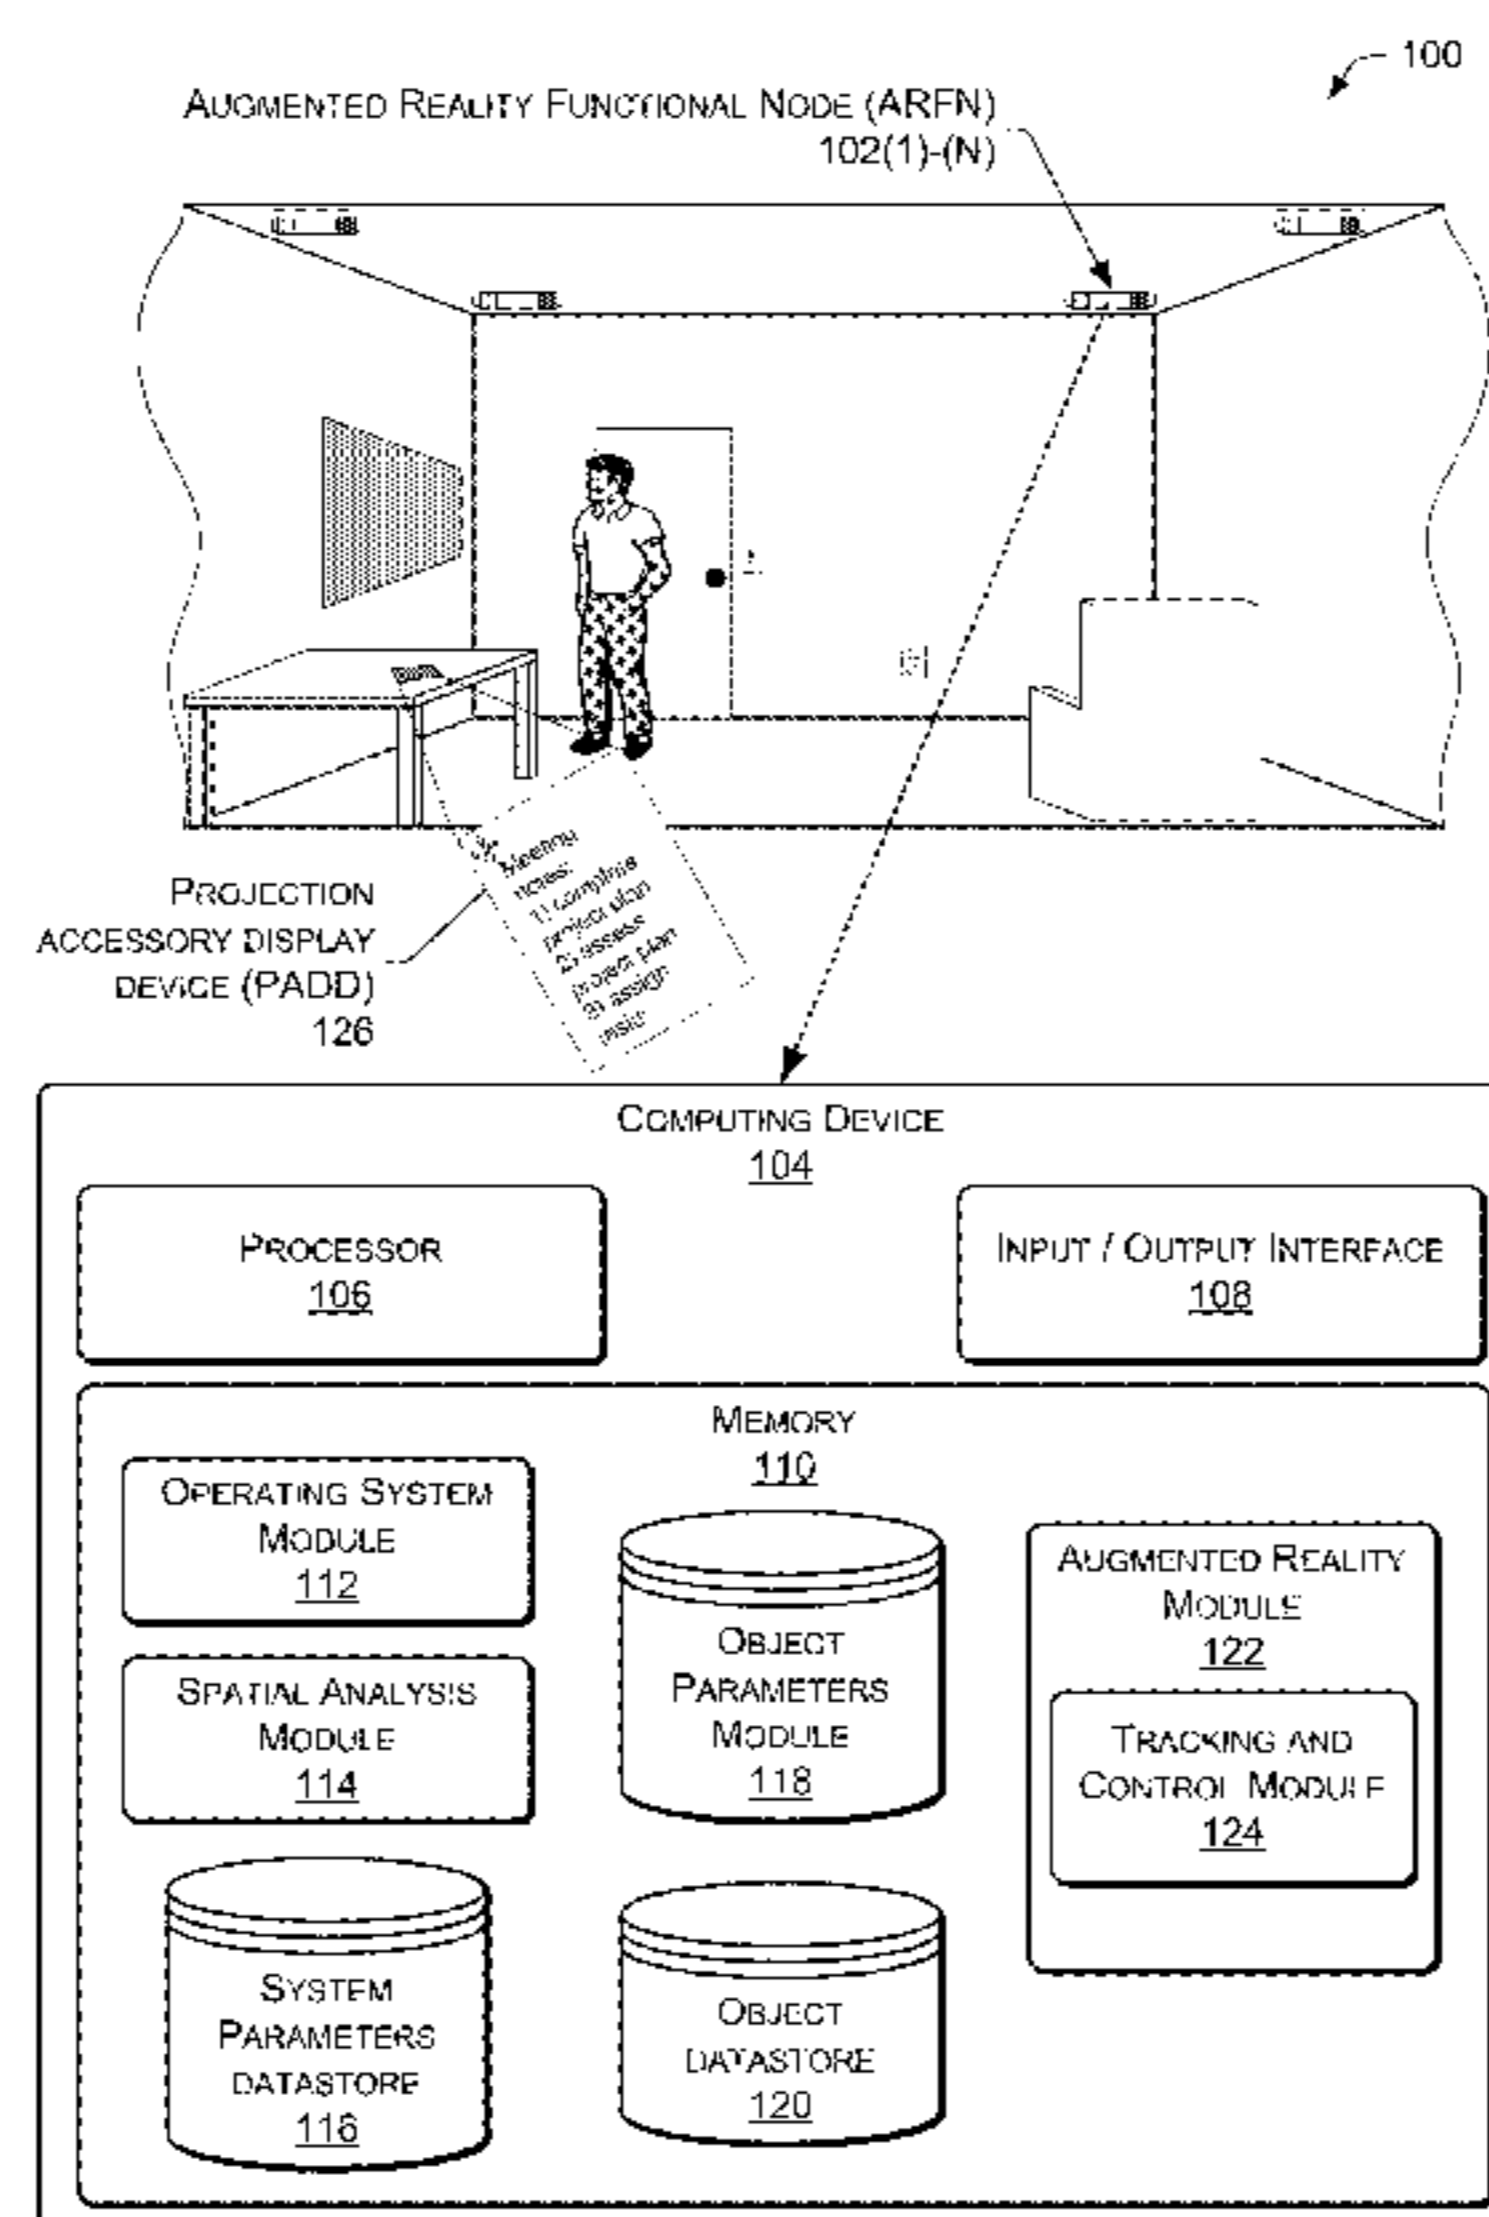 100
AUGMENTED REALITY FUNCTIONAL NODE (ARFN)
102(1)-(N)
Meeting
notes:
1) complete
project plan
2) assess
project plan
3) assign
PROJECTION
ACCESSORY DISPLAY
DEVICE (PADD)
126
COMPUTING DEVICE
104
PROCESSOR
106
INPUT / OUTPUT INTERFACE
108
MEMORY
110
OPERATING SYSTEM
MODULE
112
SPATIAL ANALYSIS
MODULE
114
SYSTEM
PARAMETERS
DATASTORE
116
OBJECT
PARAMETERS
MODULE
118
OBJECT
DATASTORE
120
AUGMENTED REALITY
MODULE
122
TRACKING AND
CONTROL MODULE
124